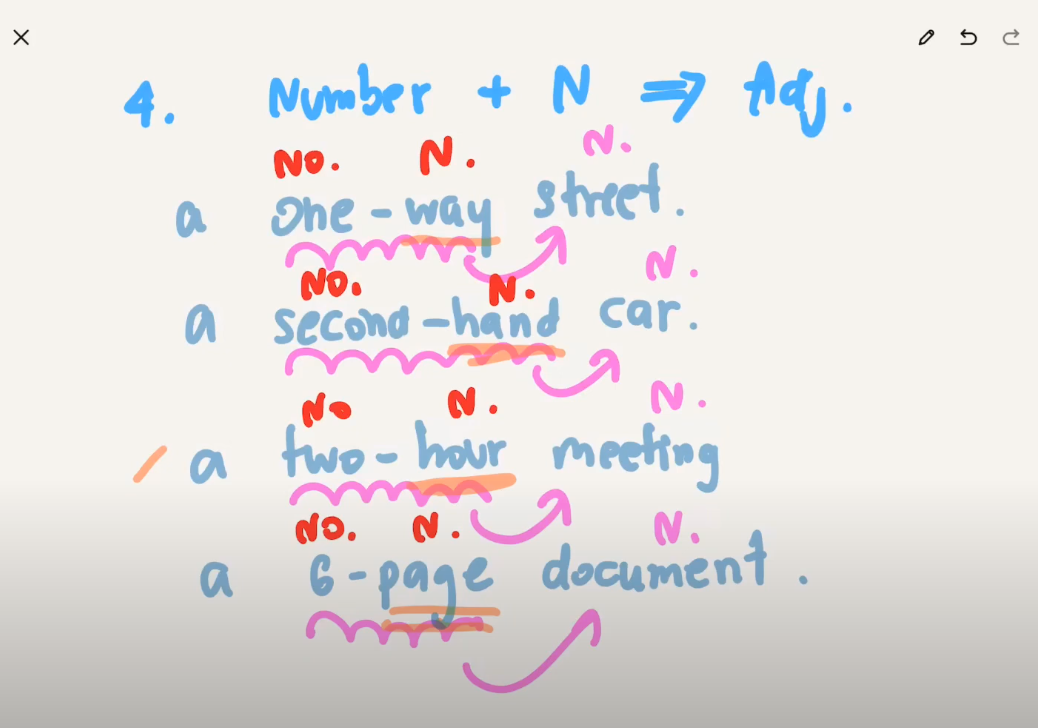 4. Number + N ⇒ Adj.
No. N. N.
a one-way street.
No. N. N.
a second-hand car.
No N. N.
a two-hour meeting
No. N. N.
a 6-page document.